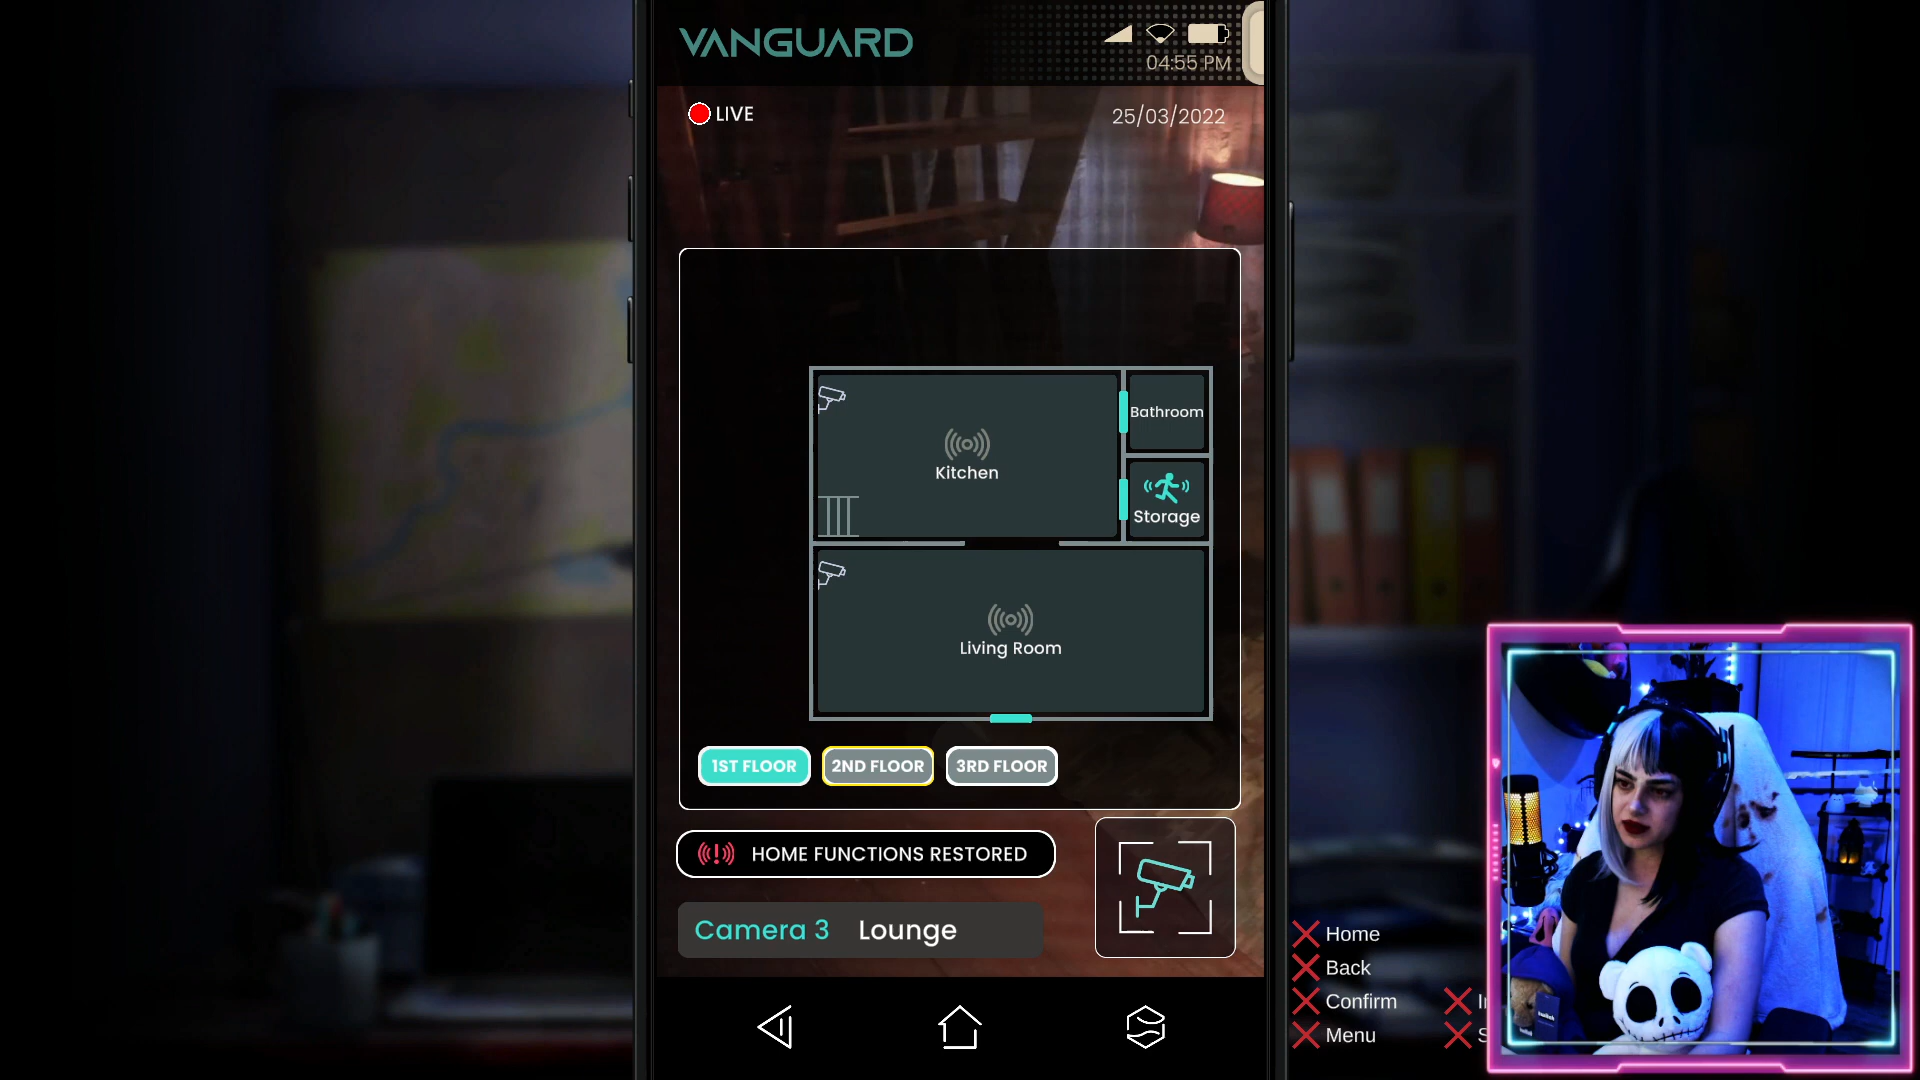 VANGUARD
04:55 PM
LIVE
25/03/2022
Bathroom
Kitchen
Storage
Living Room
1ST FLOOR 2ND FLOOR 3RD FLOOR
HOME FUNCTIONS RESTORED
Camera 3 Lounge
Home
Back
Confirm
Menu